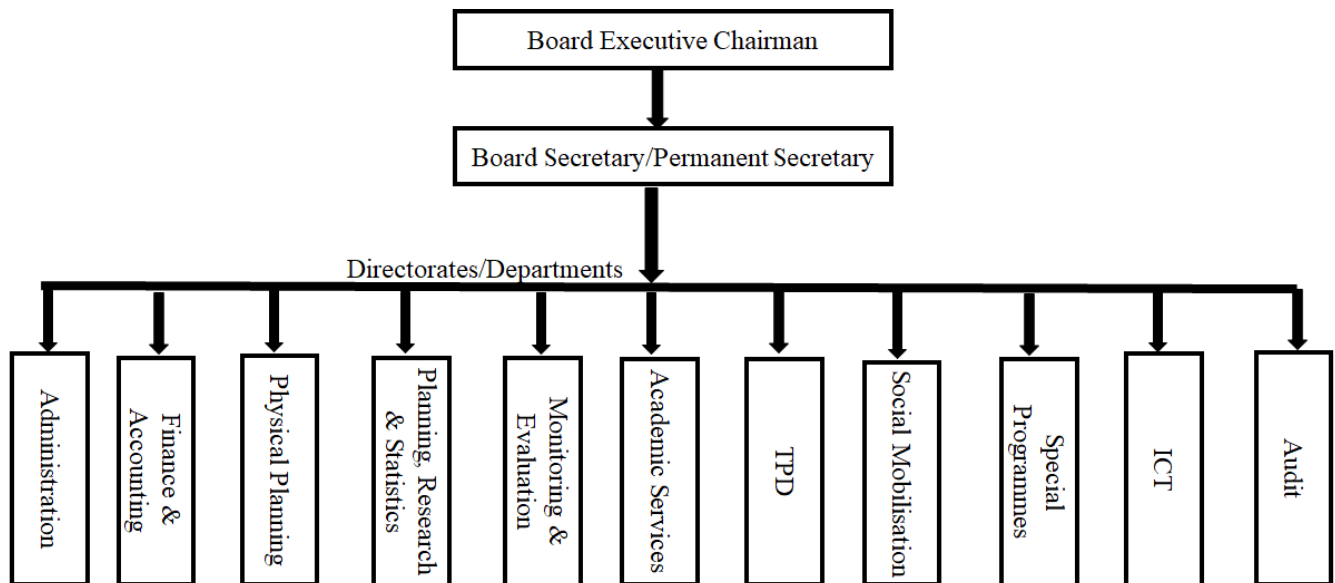 Board Executive Chairman
Board Secretary/Permanent Secretary
Directorates/Departments
Administration
Finance &
Accounting
Physical Planning
Planning, Research
& Statistics
Monitoring &
Evaluation
Academic Services
TPD
Social Mobilisation
Special
Programmes
ICT
Audit